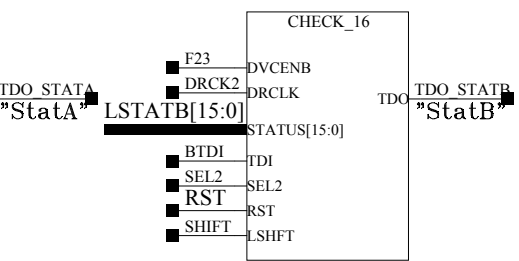 CHECK_16
F23
DVCENB
DRCK2
DRCLK
TDO_STATA
"StatA"
LSTATB[15:0]
STATUS[15:0]
TDO
TDO_STATB
"StatB"
BTDI
TDI
SEL2
SEL2
RST
RST
SHIFT
LSHFT